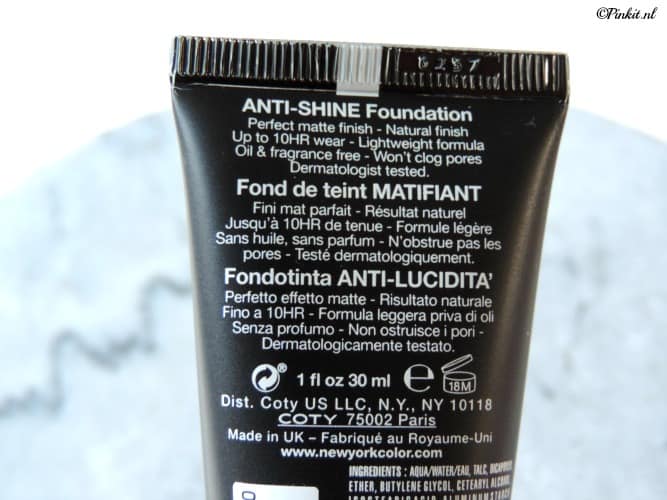 ©Pinkit.nl
6287
ANTI-SHINE Foundation
Perfect matte finish - Natural finish
Up to 10HR wear - Lightweight formula
Oil & fragrance free - Won't clog pores
Dermatologist tested.
Fond de teint MATIFIANT
Fini mat parfait - Résultat naturel
Jusqu'à 10HR de tenue - Formule légère
Sans huile, sans parfum - N'obstrue pas les
pores - Testé dermatologiquement.
Fondotinta ANTI-LUCIDITA'
Perfetto effetto matte - Risultato naturale
Fino a 10HR - Formula leggera priva di oli
Senza profumo - Non ostruisce i pori -
Dermatologicamente testato.
1 fl oz 30 ml ℮ 18M
Dist. Coty US LLC, N.Y., NY 10118
COTY 75002 Paris
Made in UK - Fabriqué au Royaume-Uni
www.newyorkcolor.com
INGREDIENTS : AQUA/WATER/EAU, TALC,
ETHER, BUTYLENE GLYCOL, CETEARYL ALCOHOL,